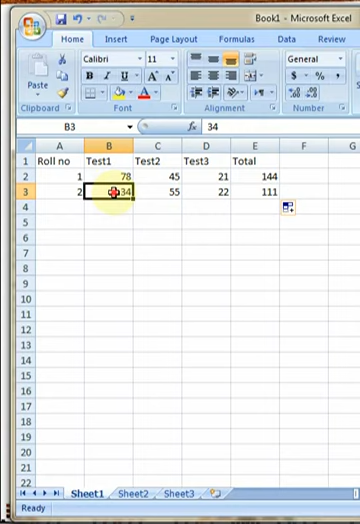 Book1 - Microsoft Excel
Home Insert Page Layout Formulas Data Review
Paste Calibri 11 General
B I U A A $ % ,
Clipboard Font Alignment Number
B3 fx 34
A B C D E F G
1 Roll no Test1 Test2 Test3 Total
2 1 78 45 21 144
3 2 34 55 22 111
4
5
6
7
8
9
10
11
12
13
14
15
16
17
18
19
20
21
22
Sheet1 Sheet2 Sheet3
Ready